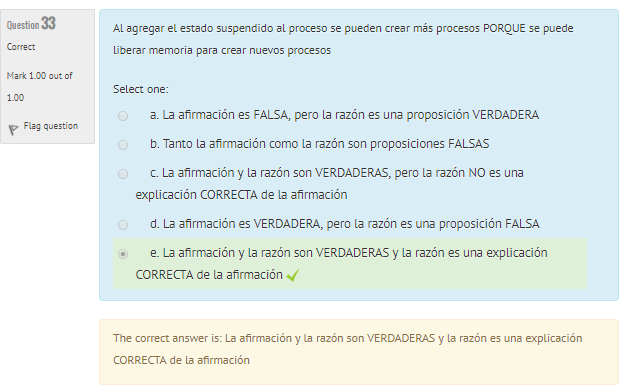 Question 33
Correct
Mark 1.00 out of
1.00
Flag question
Al agregar el estado suspendido al proceso se pueden crear más procesos PORQUE se puede
liberar memoria para crear nuevos procesos
Select one:
a. La afirmación es FALSA, pero la razón es una proposición VERDADERA
b. Tanto la afirmación como la razón son proposiciones FALSAS
c. La afirmación y la razón son VERDADERAS, pero la razón NO es una
explicación CORRECTA de la afirmación
d. La afirmación es VERDADERA, pero la razón es una proposición FALSA
e. La afirmación y la razón son VERDADERAS y la razón es una explicación
CORRECTA de la afirmación
The correct answer is: La afirmación y la razón son VERDADERAS y la razón es una explicación
CORRECTA de la afirmación